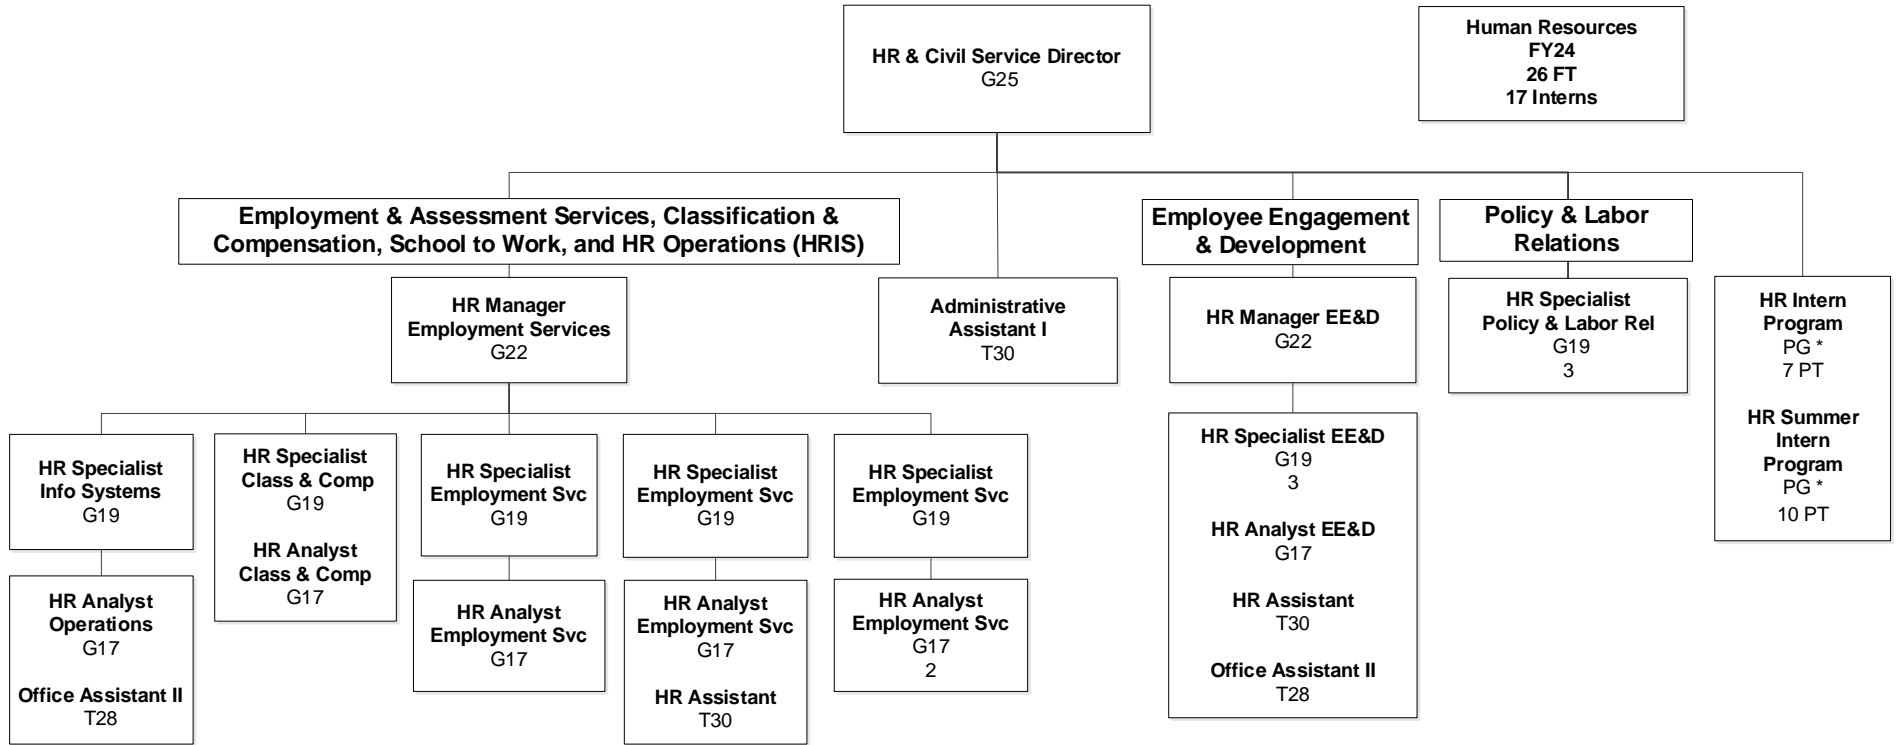 HR & Civil Service Director
G25
Human Resources
FY24
26 FT
17 Interns
Employment & Assessment Services, Classification &
Compensation, School to Work, and HR Operations (HRIS)
Employee Engagement
& Development
Policy & Labor
Relations
HR Manager
Employment Services
G22
Administrative
Assistant I
T30
HR Manager EE&D
G22
HR Specialist
Policy & Labor Rel
G19
3
HR Intern
Program
PG *
7 PT
HR Summer
Intern
Program
PG *
10 PT
HR Specialist
Info Systems
G19
HR Specialist
Class & Comp
G19
HR Analyst
Class & Comp
G17
HR Specialist
Employment Svc
G19
HR Specialist
Employment Svc
G19
HR Specialist
Employment Svc
G19
HR Specialist EE&D
G19
3
HR Analyst EE&D
G17
HR Assistant
T30
Office Assistant II
T28
HR Analyst
Operations
G17
Office Assistant II
T28
HR Analyst
Employment Svc
G17
HR Analyst
Employment Svc
G17
HR Assistant
T30
HR Analyst
Employment Svc
G17
2